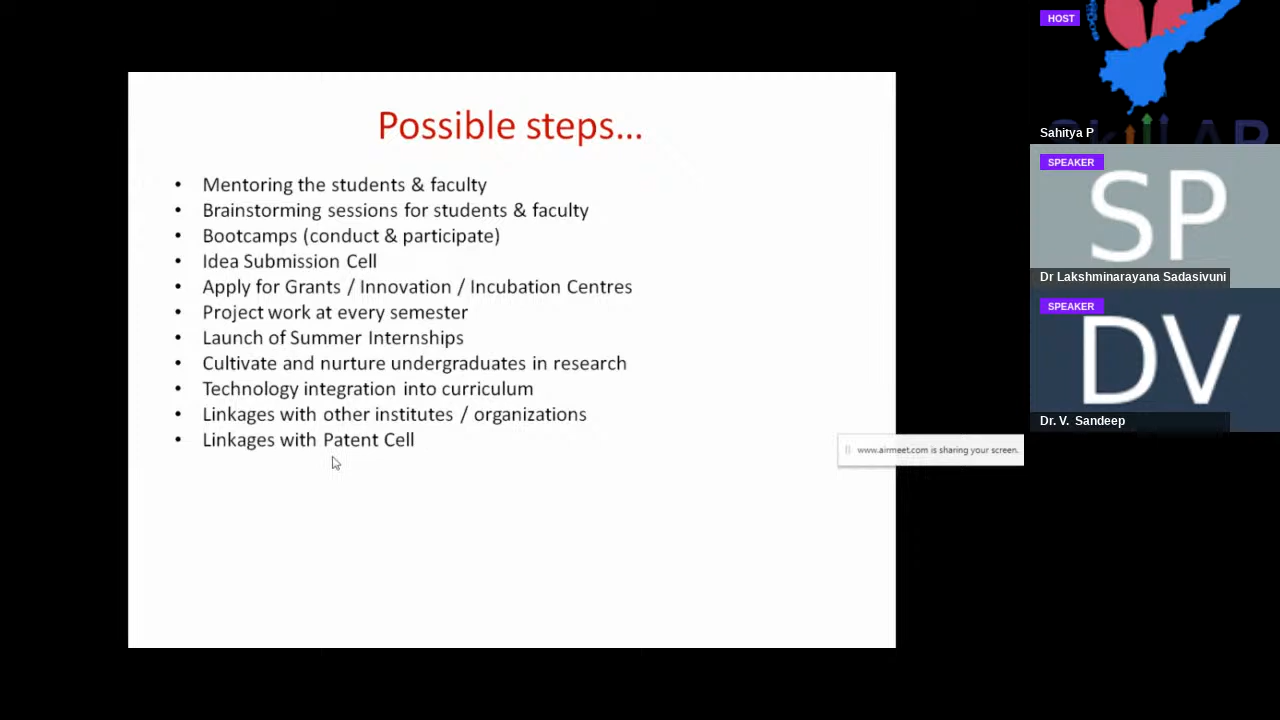 Possible steps...
• Mentoring the students & faculty
• Brainstorming sessions for students & faculty
• Bootcamps (conduct & participate)
• Idea Submission Cell
• Apply for Grants / Innovation / Incubation Centres
• Project work at every semester
• Launch of Summer Internships
• Cultivate and nurture undergraduates in research
• Technology integration into curriculum
• Linkages with other institutes / organizations
• Linkages with Patent Cell
www.airmeet.com is sharing your screen.
HOST
Sahitya P
SPEAKER
SP
Dr Lakshminarayana Sadasivuni
SPEAKER
DV
Dr. V. Sandeep